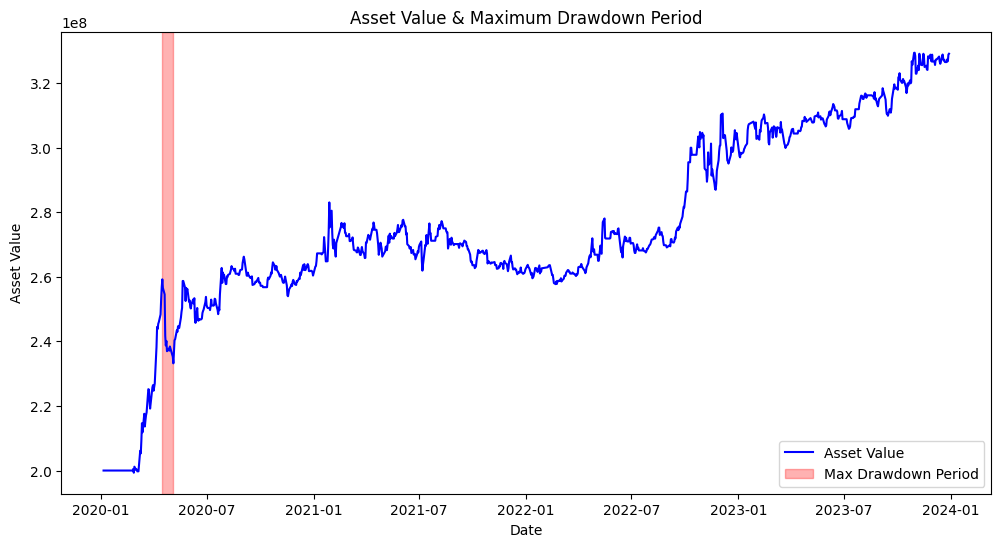 Asset Value & Maximum Drawdown Period
1e8
3.2
3.0
2.8
2.6
2.4
2.2
2.0
Asset Value
2020-01
2020-07
2021-01
2021-07
2022-01
2022-07
2023-01
2023-07
2024-01
Date
Asset Value
Max Drawdown Period